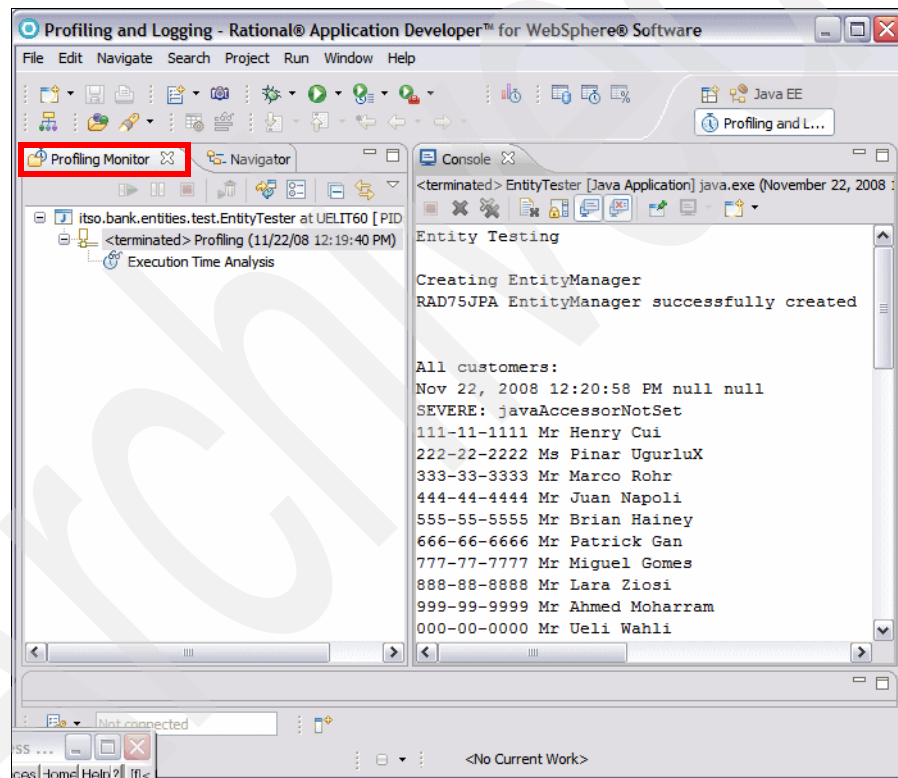 Profiling and Logging - Rational® Application Developer™ for WebSphere® Software
File Edit Navigate Search Project Run Window Help
Java EE
Profiling and L...
Profiling Monitor
Navigator
Console
<terminated> EntityTester [Java Application] java.exe (November 22, 2008
itso.bank.entities.test.EntityTester at UELIT60 [ PID
<terminated> Profiling (11/22/08 12:19:40 PM)
Execution Time Analysis
Entity Testing
Creating EntityManager
RAD75JPA EntityManager successfully created
All customers:
Nov 22, 2008 12:20:58 PM null null
SEVERE: javaAccessorNotSet
111-11-1111 Mr Henry Cui
222-22-2222 Ms Pinar UgurluX
333-33-3333 Mr Marco Rohr
444-44-4444 Mr Juan Napoli
555-55-5555 Mr Brian Hainey
666-66-6666 Mr Patrick Gan
777-77-7777 Mr Miguel Gomes
888-88-8888 Mr Lara Ziosi
999-99-9999 Mr Ahmed Moharram
000-00-0000 Mr Ueli Wahli
Not connected
ss ...
<No Current Work>
ces Home Help ?